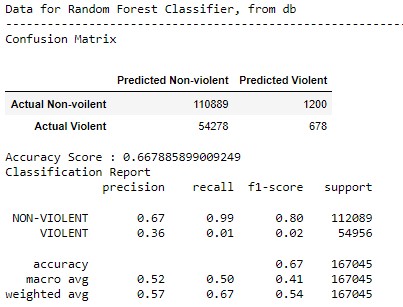 Data for Random Forest Classifier, from db
--------------------------------------------------------
Confusion Matrix
Predicted Non-violent Predicted Violent
Actual Non-voilent 110889 1200
Actual Violent 54278 678
Accuracy Score : 0.667885899009249
Classification Report
precision recall f1-score support
NON-VIOLENT 0.67 0.99 0.80 112089
VIOLENT 0.36 0.01 0.02 54956
accuracy 0.67 167045
macro avg 0.52 0.50 0.41 167045
weighted avg 0.57 0.67 0.54 167045